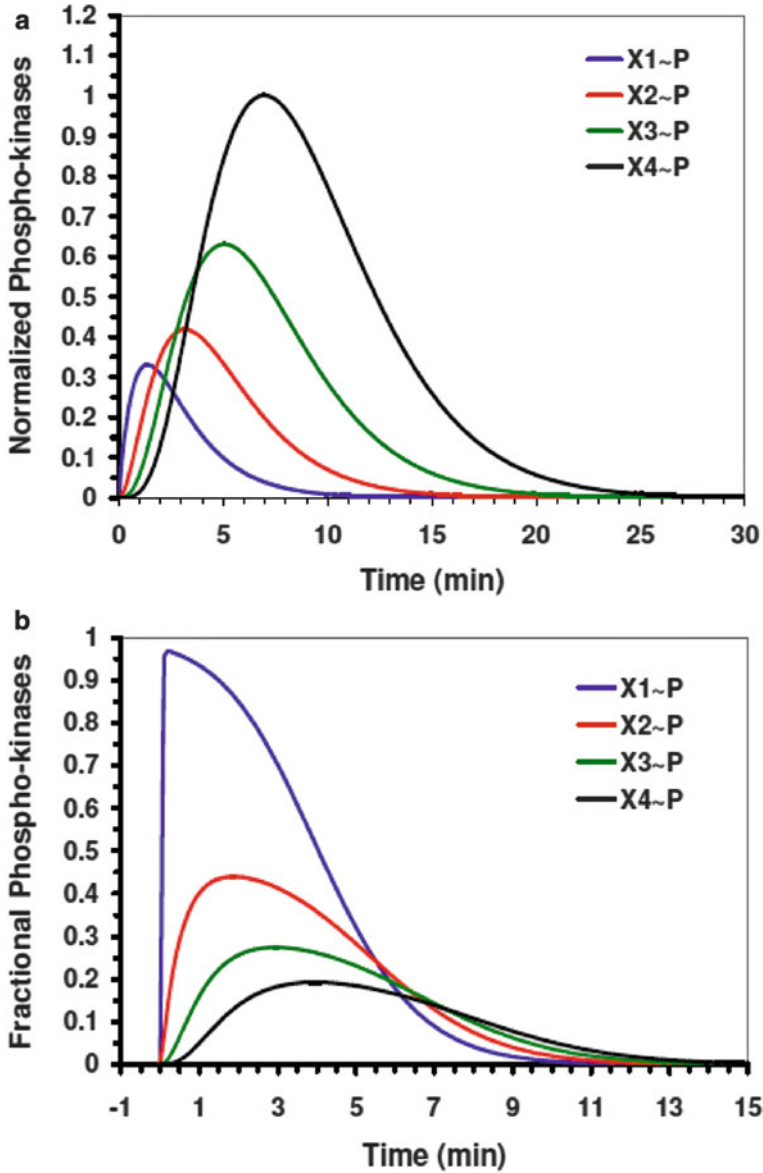 a
1.2
1.1
1
0.9
0.8
0.7
0.6
0.5
0.4
0.3
0.2
0.1
0
Normalized Phospho-kinases
X1~P
X2~P
X3~P
X4~P
0 5 10 15 20 25 30
Time (min)
b
1
0.9
0.8
0.7
0.6
0.5
0.4
0.3
0.2
0.1
0
Fractional Phospho-kinases
X1~P
X2~P
X3~P
X4~P
-1 1 3 5 7 9 11 13 15
Time (min)